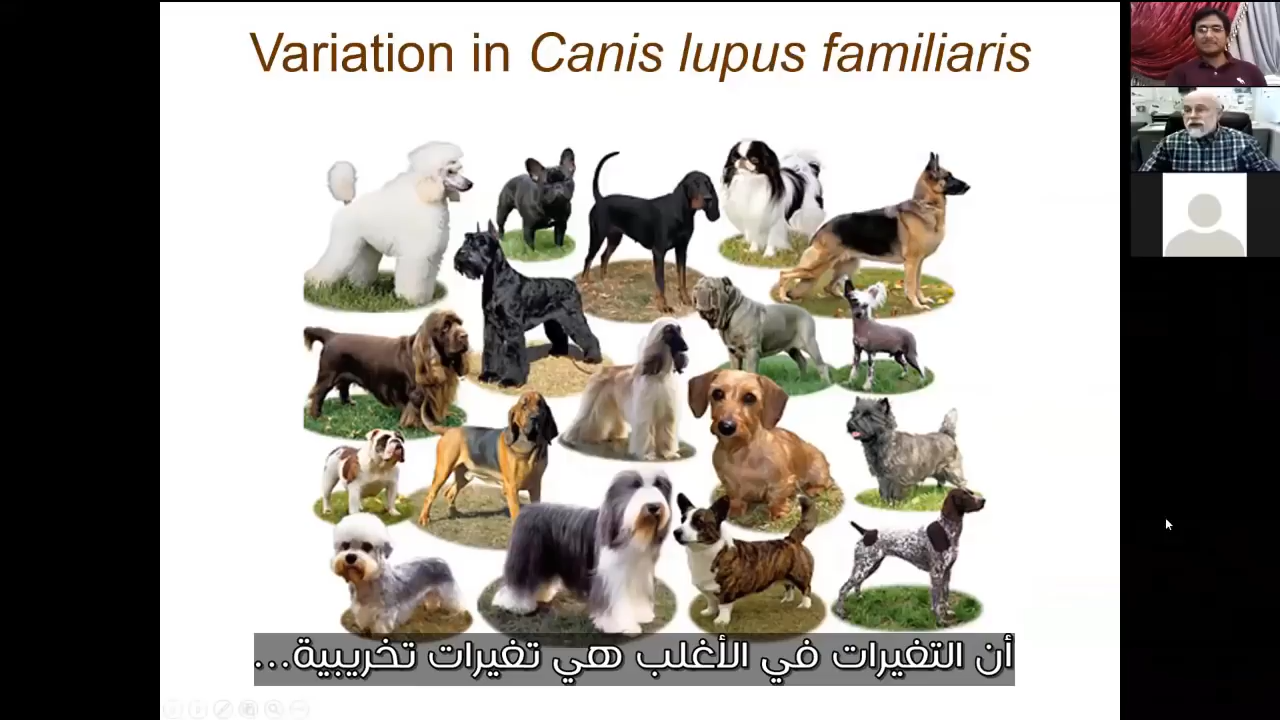 Variation in Canis lupus familiaris
أن التغيرات في الأغلب هي تغيرات تخريبية...